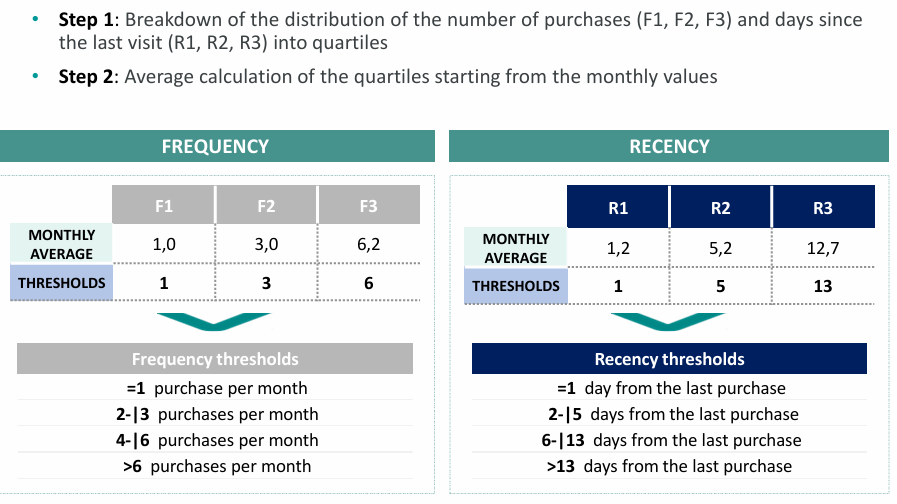 • Step 1: Breakdown of the distribution of the number of purchases (F1, F2, F3) and days since
the last visit (R1, R2, R3) into quartiles
• Step 2: Average calculation of the quartiles starting from the monthly values
FREQUENCY
F1 F2 F3
MONTHLY
AVERAGE
1,0 3,0 6,2
THRESHOLDS 1 3 6
Frequency thresholds
=1 purchase per month
2-|3 purchases per month
4-|6 purchases per month
>6 purchases per month
RECENCY
R1 R2 R3
MONTHLY
AVERAGE
1,2 5,2 12,7
THRESHOLDS 1 5 13
Recency thresholds
=1 day from the last purchase
2-|5 days from the last purchase
6-|13 days from the last purchase
>13 days from the last purchase